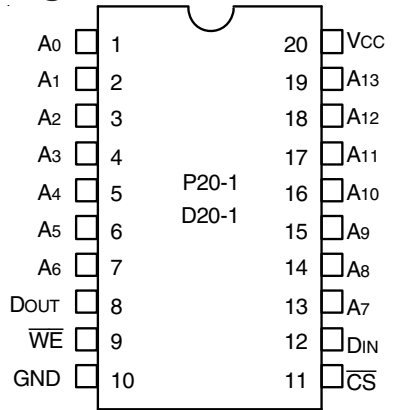 A0 1 20 VCC
A1 2 19 A13
A2 3 18 A12
A3 4 17 A11
A4 5 P20-1 16 A10
A5 6 D20-1 15 A9
A6 7 14 A8
DOUT 8 13 A7
W̅E̅ 9 12 DIN
GND 10 11 C̅S̅